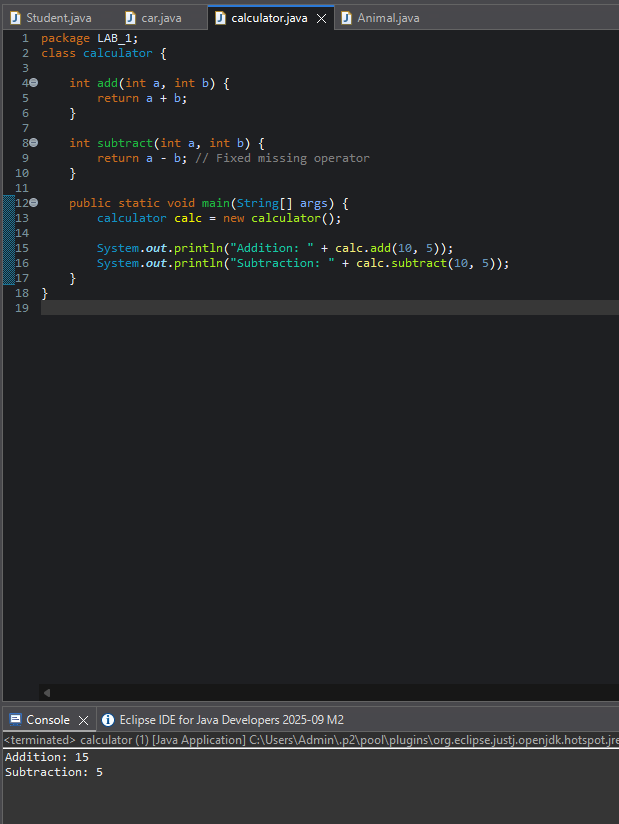 Student.java car.java calculator.java Animal.java
1 package LAB_1;
2 class calculator {
3
4 int add(int a, int b) {
5 return a + b;
6 }
7
8 int subtract(int a, int b) {
9 return a - b; // Fixed missing operator
10 }
11
12 public static void main(String[] args) {
13 calculator calc = new calculator();
14
15 System.out.println("Addition: " + calc.add(10, 5));
16 System.out.println("Subtraction: " + calc.subtract(10, 5));
17 }
18 }
19
Console Eclipse IDE for Java Developers 2025-09 M2
<terminated> calculator (1) [Java Application] C:\Users\Admin\.p2\pool\plugins\org.eclipse.justj.openjdk.hotspot.jre
Addition: 15
Subtraction: 5